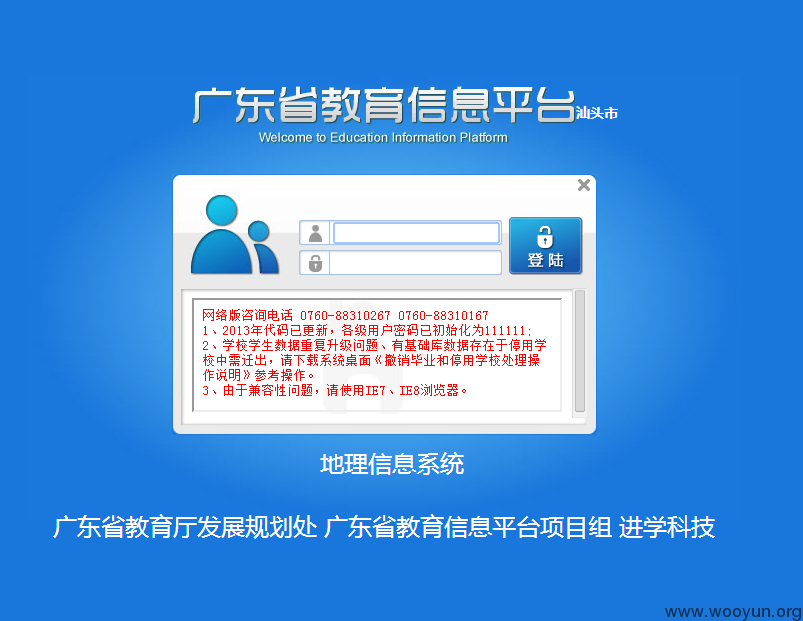 广东省教育信息平台汕头市
Welcome to Education Information Platform
登 陆
网络版咨询电话 0760-88310267 0760-88310167
1、2013年代码已更新，各级用户密码已初始化为111111;
2、学校学生数据重复升级问题、有基础库数据存在于停用学
校中需迁出，请下载系统桌面《撤销毕业和停用学校处理操
作说明》参考操作。
3、由于兼容性问题，请使用IE7、IE8浏览器。
地理信息系统
广东省教育厅发展规划处 广东省教育信息平台项目组 进学科技
www.wooyun.org